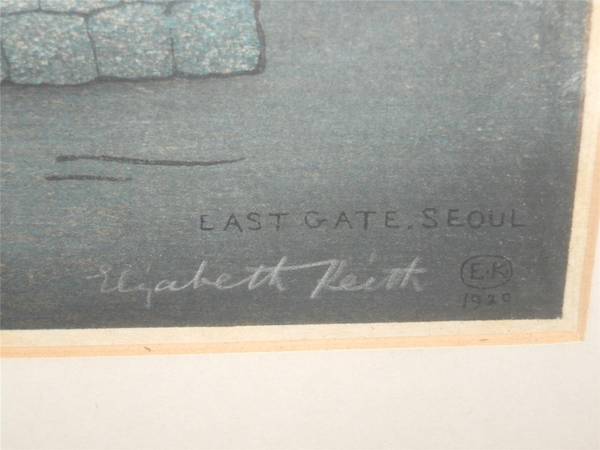 EAST GATE. SEOUL
Elizabeth Keith
E.K
1920